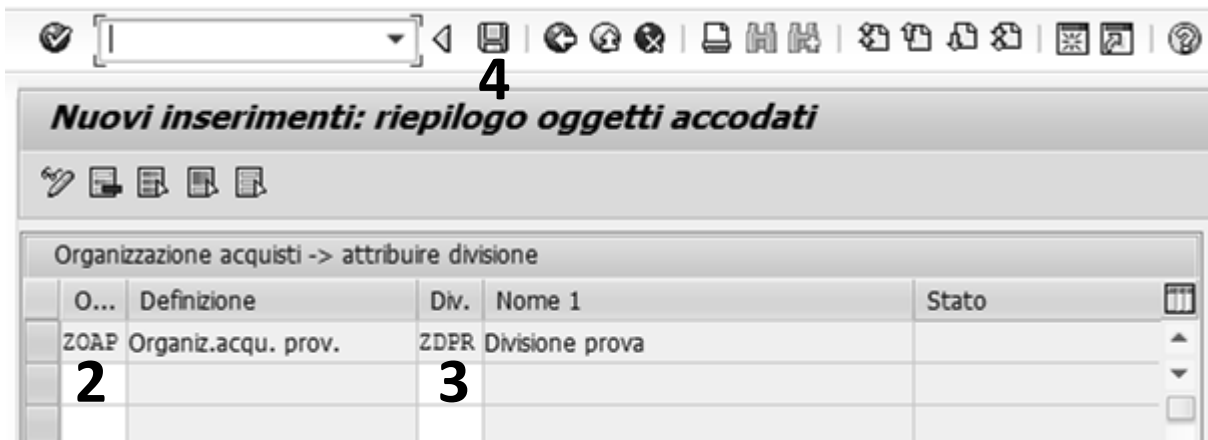 4
Nuovi inserimenti: riepilogo oggetti accodati
Organizzazione acquisti -> attribuire divisione
O... Definizione Div. Nome 1 Stato
ZOAP Organiz.acqu. prov. ZDPR Divisione prova
2 3